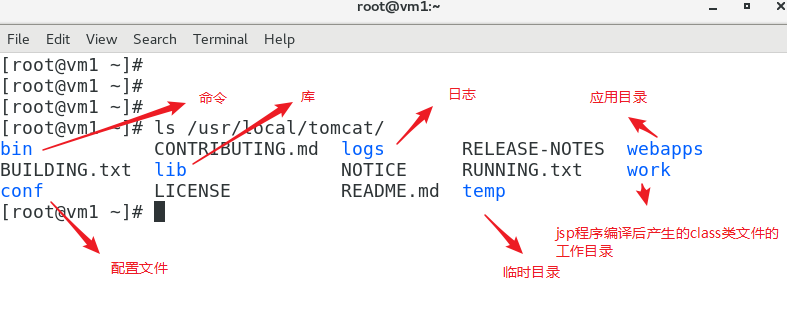 root@vm1:~
File Edit View Search Terminal Help
[root@vm1 ~]#
[root@vm1 ~]#
[root@vm1 ~]#
命令
库
日志
应用目录
[root@vm1 ~]# ls /usr/local/tomcat/
bin CONTRIBUTING.md logs RELEASE-NOTES webapps
BUILDING.txt lib NOTICE RUNNING.txt work
conf LICENSE README.md temp
[root@vm1 ~]#
配置文件
临时目录
jsp程序编译后产生的class类文件的
工作目录